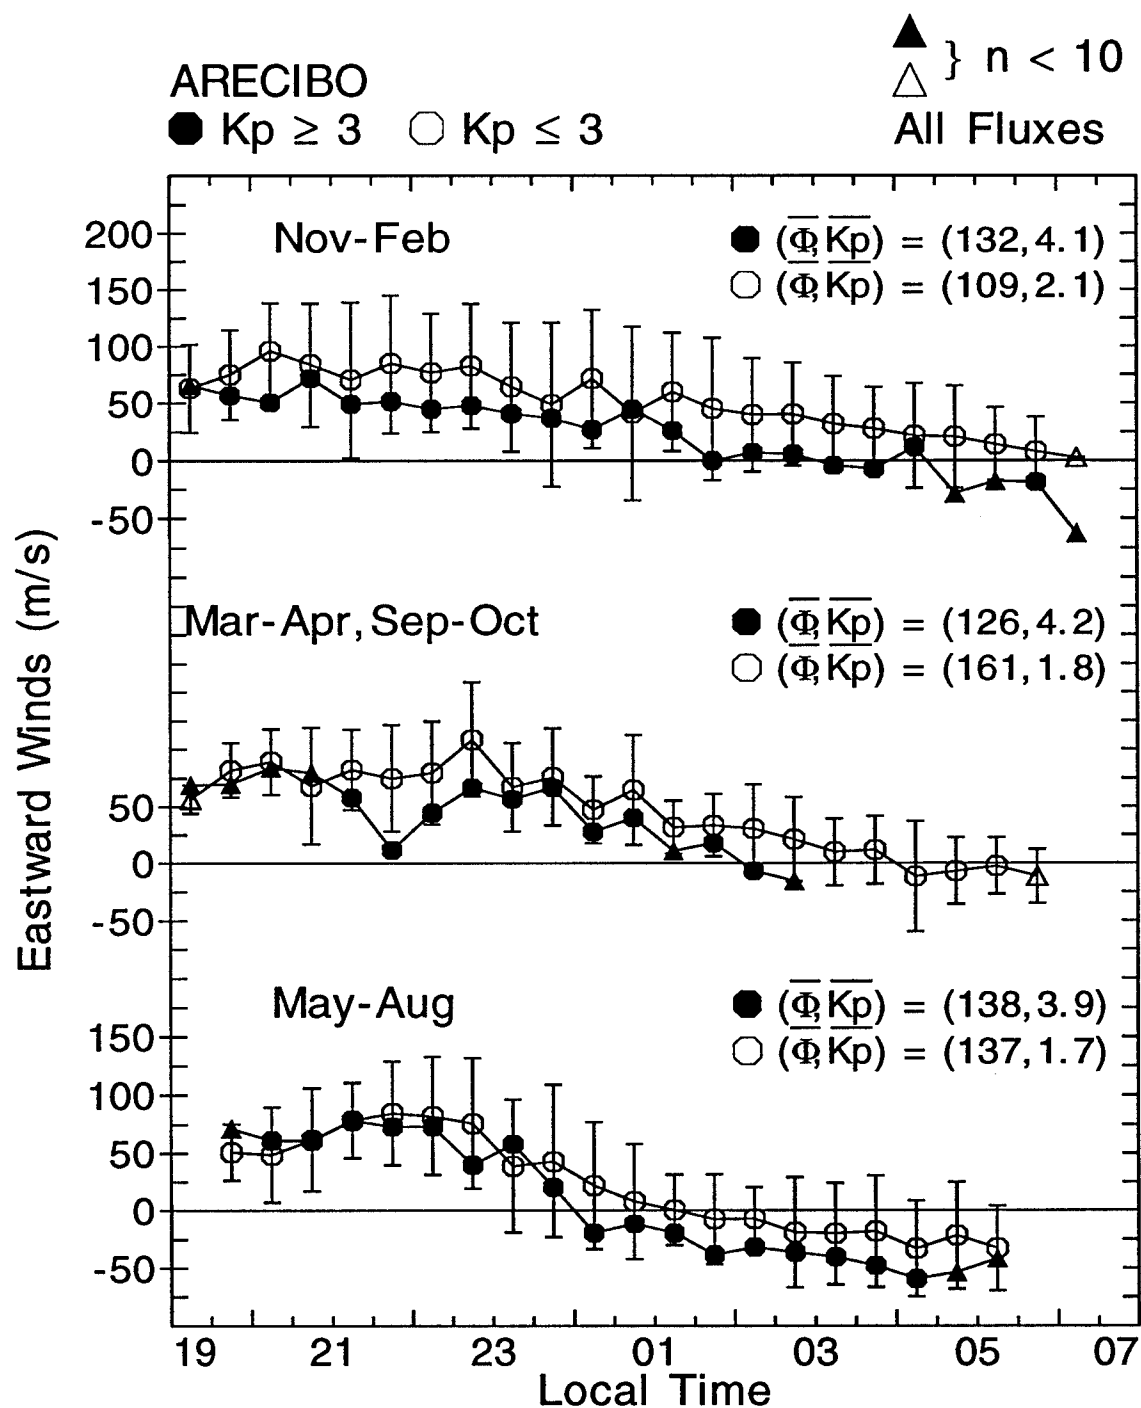 ▲
△ } n < 10
ARECIBO
● Kp ≥ 3 ○ Kp ≤ 3
All Fluxes
Eastward Winds (m/s)
Nov-Feb
● (Φ̅, K̅p̅) = (132, 4.1)
○ (Φ̅, K̅p̅) = (109, 2.1)
200
150
100
50
0
-50
Mar-Apr, Sep-Oct
● (Φ̅, K̅p̅) = (126, 4.2)
○ (Φ̅, K̅p̅) = (161, 1.8)
50
0
-50
May-Aug
● (Φ̅, K̅p̅) = (138, 3.9)
○ (Φ̅, K̅p̅) = (137, 1.7)
150
100
50
0
-50
19 21 23 01 03 05 07
Local Time